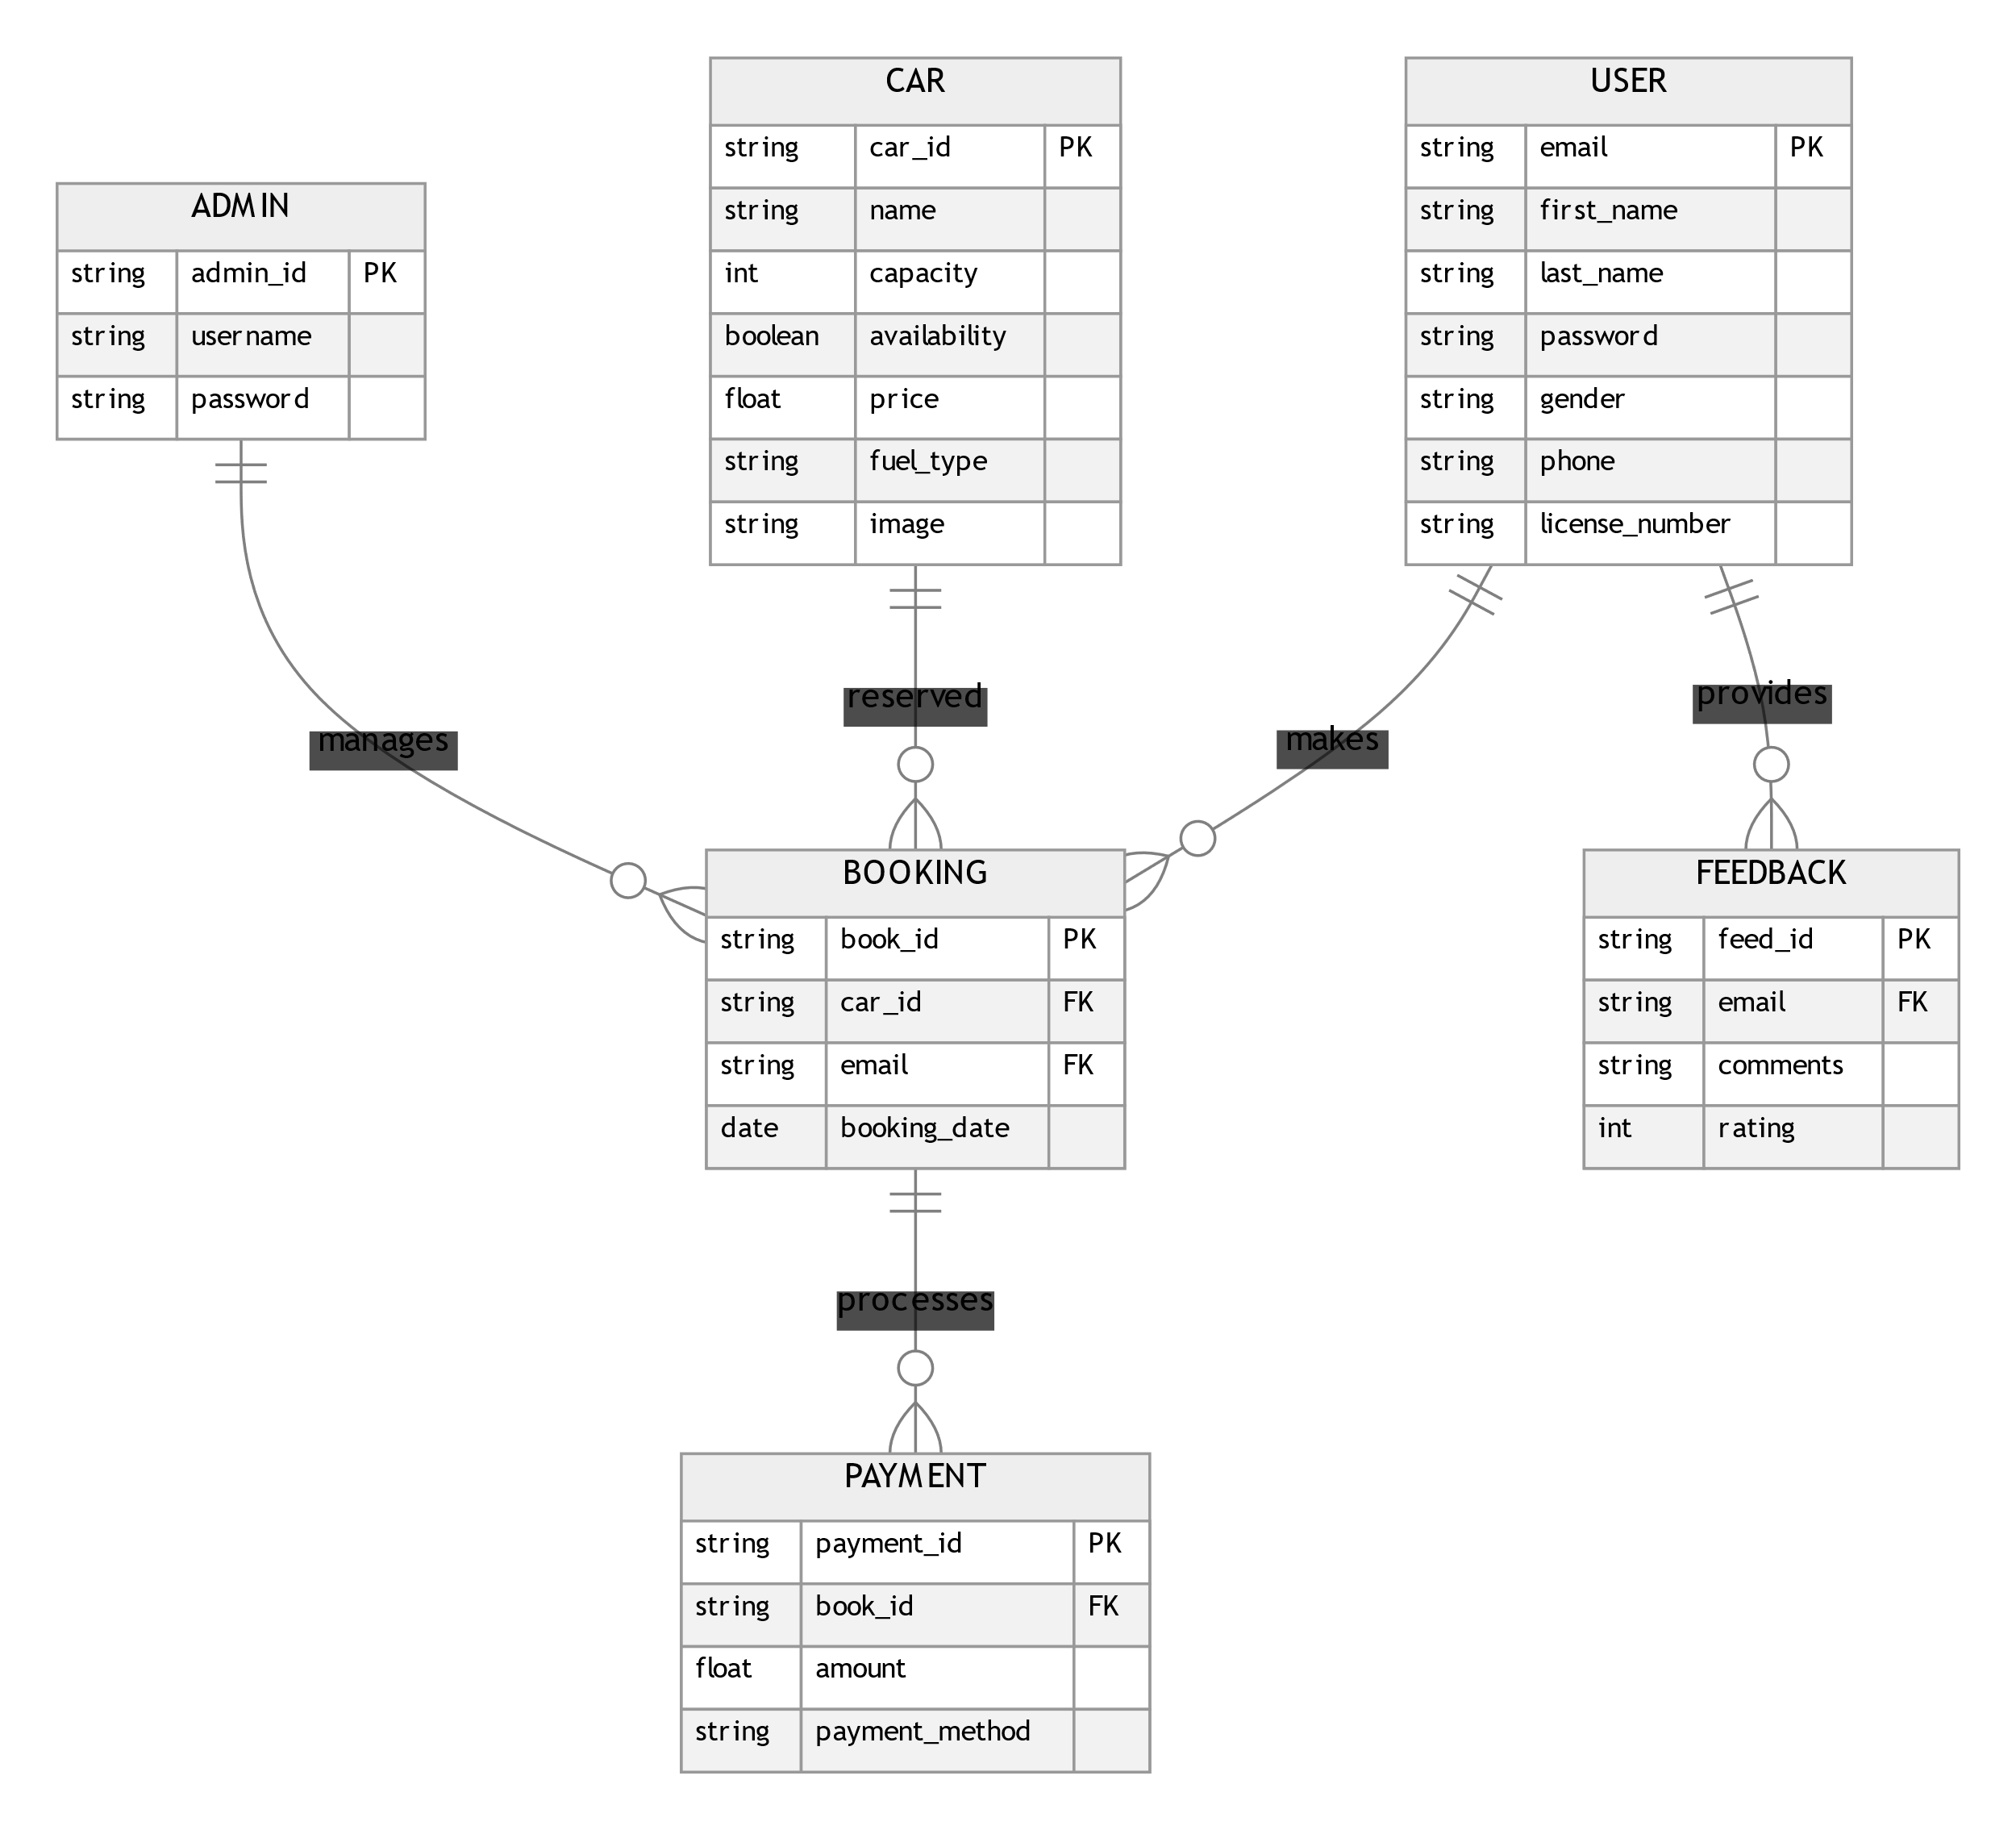 CAR
string car_id PK
string name
int capacity
boolean availability
float price
string fuel_type
string image
USER
string email PK
string first_name
string last_name
string password
string gender
string phone
string license_number
ADMIN
string admin_id PK
string username
string password
manages
reserved
makes
provides
BOOKING
string book_id PK
string car_id FK
string email FK
date booking_date
FEEDBACK
string feed_id PK
string email FK
string comments
int rating
processes
PAYMENT
string payment_id PK
string book_id FK
float amount
string payment_method